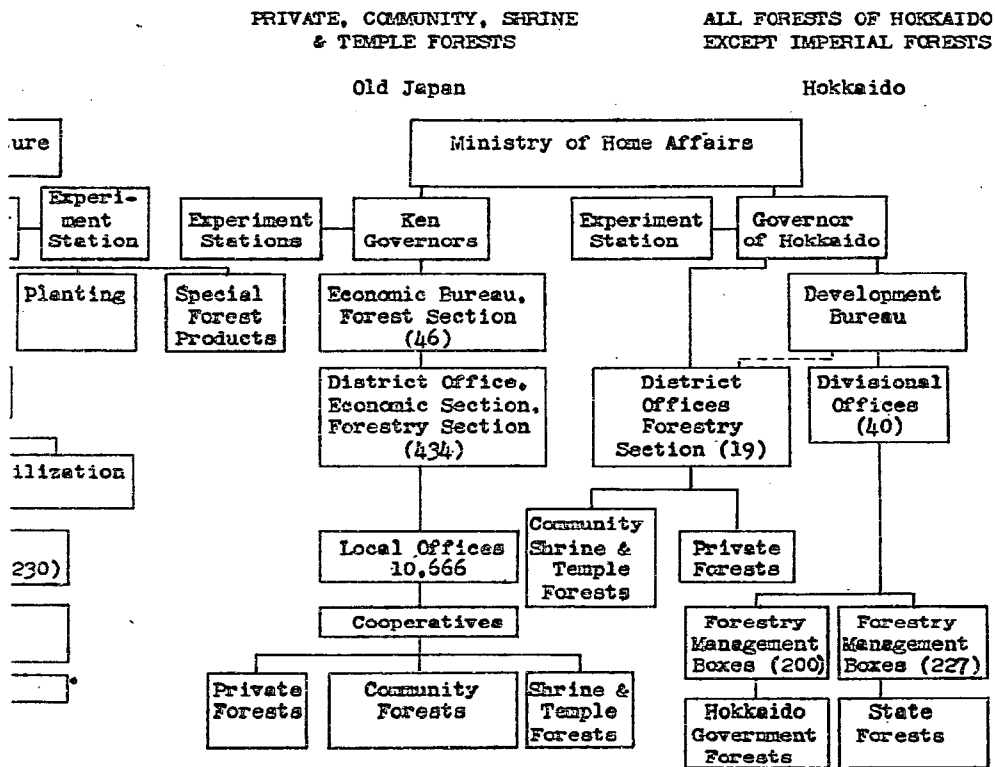 PRIVATE, COMMUNITY, SHRINE
& TEMPLE FORESTS
ALL FORESTS OF HOKKAIDO
EXCEPT IMPERIAL FORESTS
Old Japan
Hokkaido
ure
Ministry of Home Affairs
Experi-
ment
Station
Experiment
Stations
Ken
Governors
Experiment
Station
Governor
of Hokkaido
Planting
Special
Forest
Products
Economic Bureau,
Forest Section
(46)
Development
Bureau
District Office,
Economic Section,
Forestry Section
(434)
District
Offices
Forestry
Section (19)
Divisional
Offices
(40)
ilization
230)
Local Offices
10,666
Community
Shrine &
Temple
Forests
Private
Forests
Cooperatives
Forestry
Management
Boxes (200)
Forestry
Management
Boxes (227)
Private
Forests
Community
Forests
Shrine &
Temple
Forests
Hokkaido
Government
Forests
State
Forests